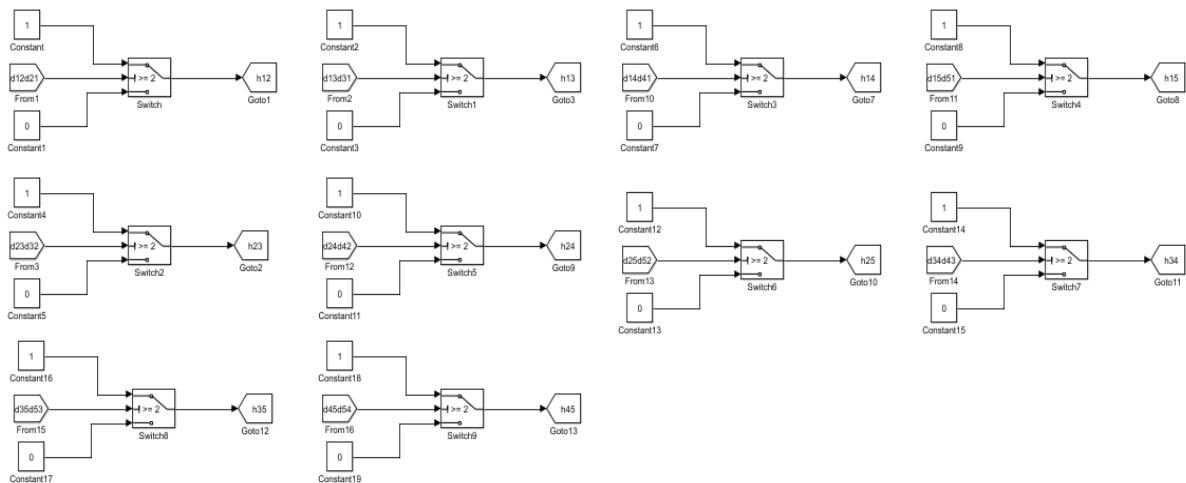 1
Constant
d12d21
From1
>= 2
Switch
h12
Goto1
0
Constant1
1
Constant2
d13d31
From2
>= 2
Switch1
h13
Goto3
0
Constant3
1
Constant6
d14d41
From10
>= 2
Switch3
h14
Goto7
0
Constant7
1
Constant8
d15d51
From11
>= 2
Switch4
h15
Goto8
0
Constant9
1
Constant4
d23d32
From3
>= 2
Switch2
h23
Goto2
0
Constant5
1
Constant10
d24d42
From12
>= 2
Switch5
h24
Goto9
0
Constant11
1
Constant12
d25d52
From13
>= 2
Switch6
h25
Goto10
0
Constant13
1
Constant14
d34d43
From14
>= 2
Switch7
h34
Goto11
0
Constant15
1
Constant16
d35d53
From15
>= 2
Switch8
h35
Goto12
0
Constant17
1
Constant18
d45d54
From16
>= 2
Switch9
h45
Goto13
0
Constant19